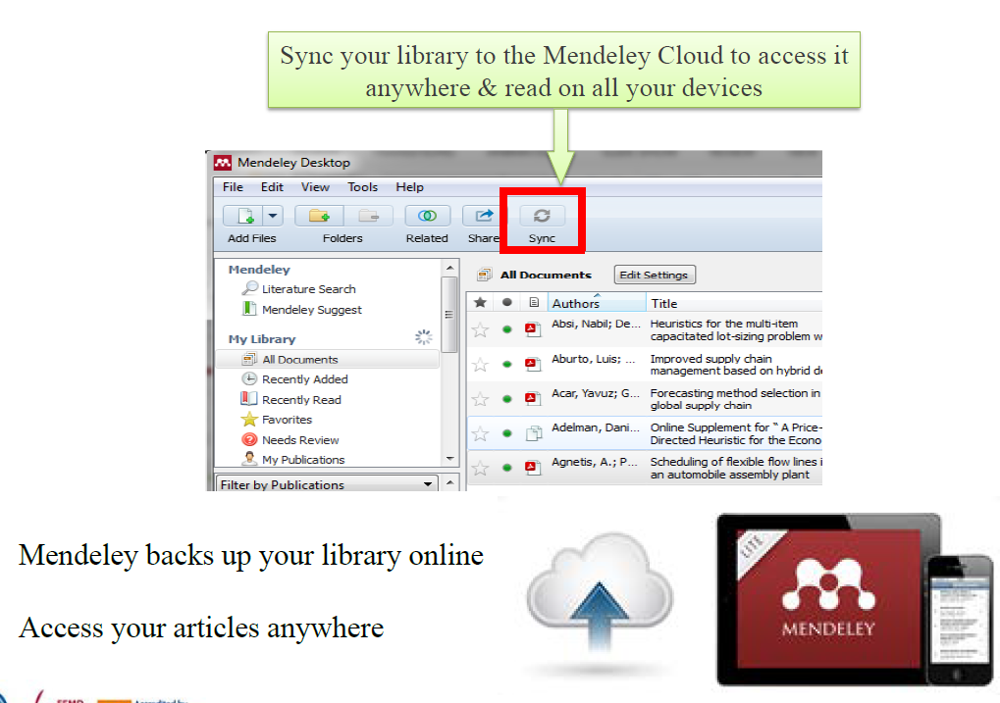 Sync your library to the Mendeley Cloud to access it
anywhere & read on all your devices
Mendeley Desktop
File Edit View Tools Help
Add Files Folders Related Share Sync
Mendeley
Literature Search
Mendeley Suggest
My Library
All Documents
Recently Added
Recently Read
Favorites
Needs Review
My Publications
Filter by Publications
All Documents Edit Settings
Authors Title
Absi, Nabil; De... Heuristics for the multi-item
capacitated lot-sizing problem w
Aburto, Luis; ... Improved supply chain
management based on hybrid de
Acar, Yavuz; G... Forecasting method selection in
global supply chain
Adelman, Dani... Online Supplement for “ A Price-
Directed Heuristic for the Econo
Agnetis, A.; P... Scheduling of flexible flow lines i
an automobile assembly plant
Mendeley backs up your library online
Access your articles anywhere
LITE
MENDELEY